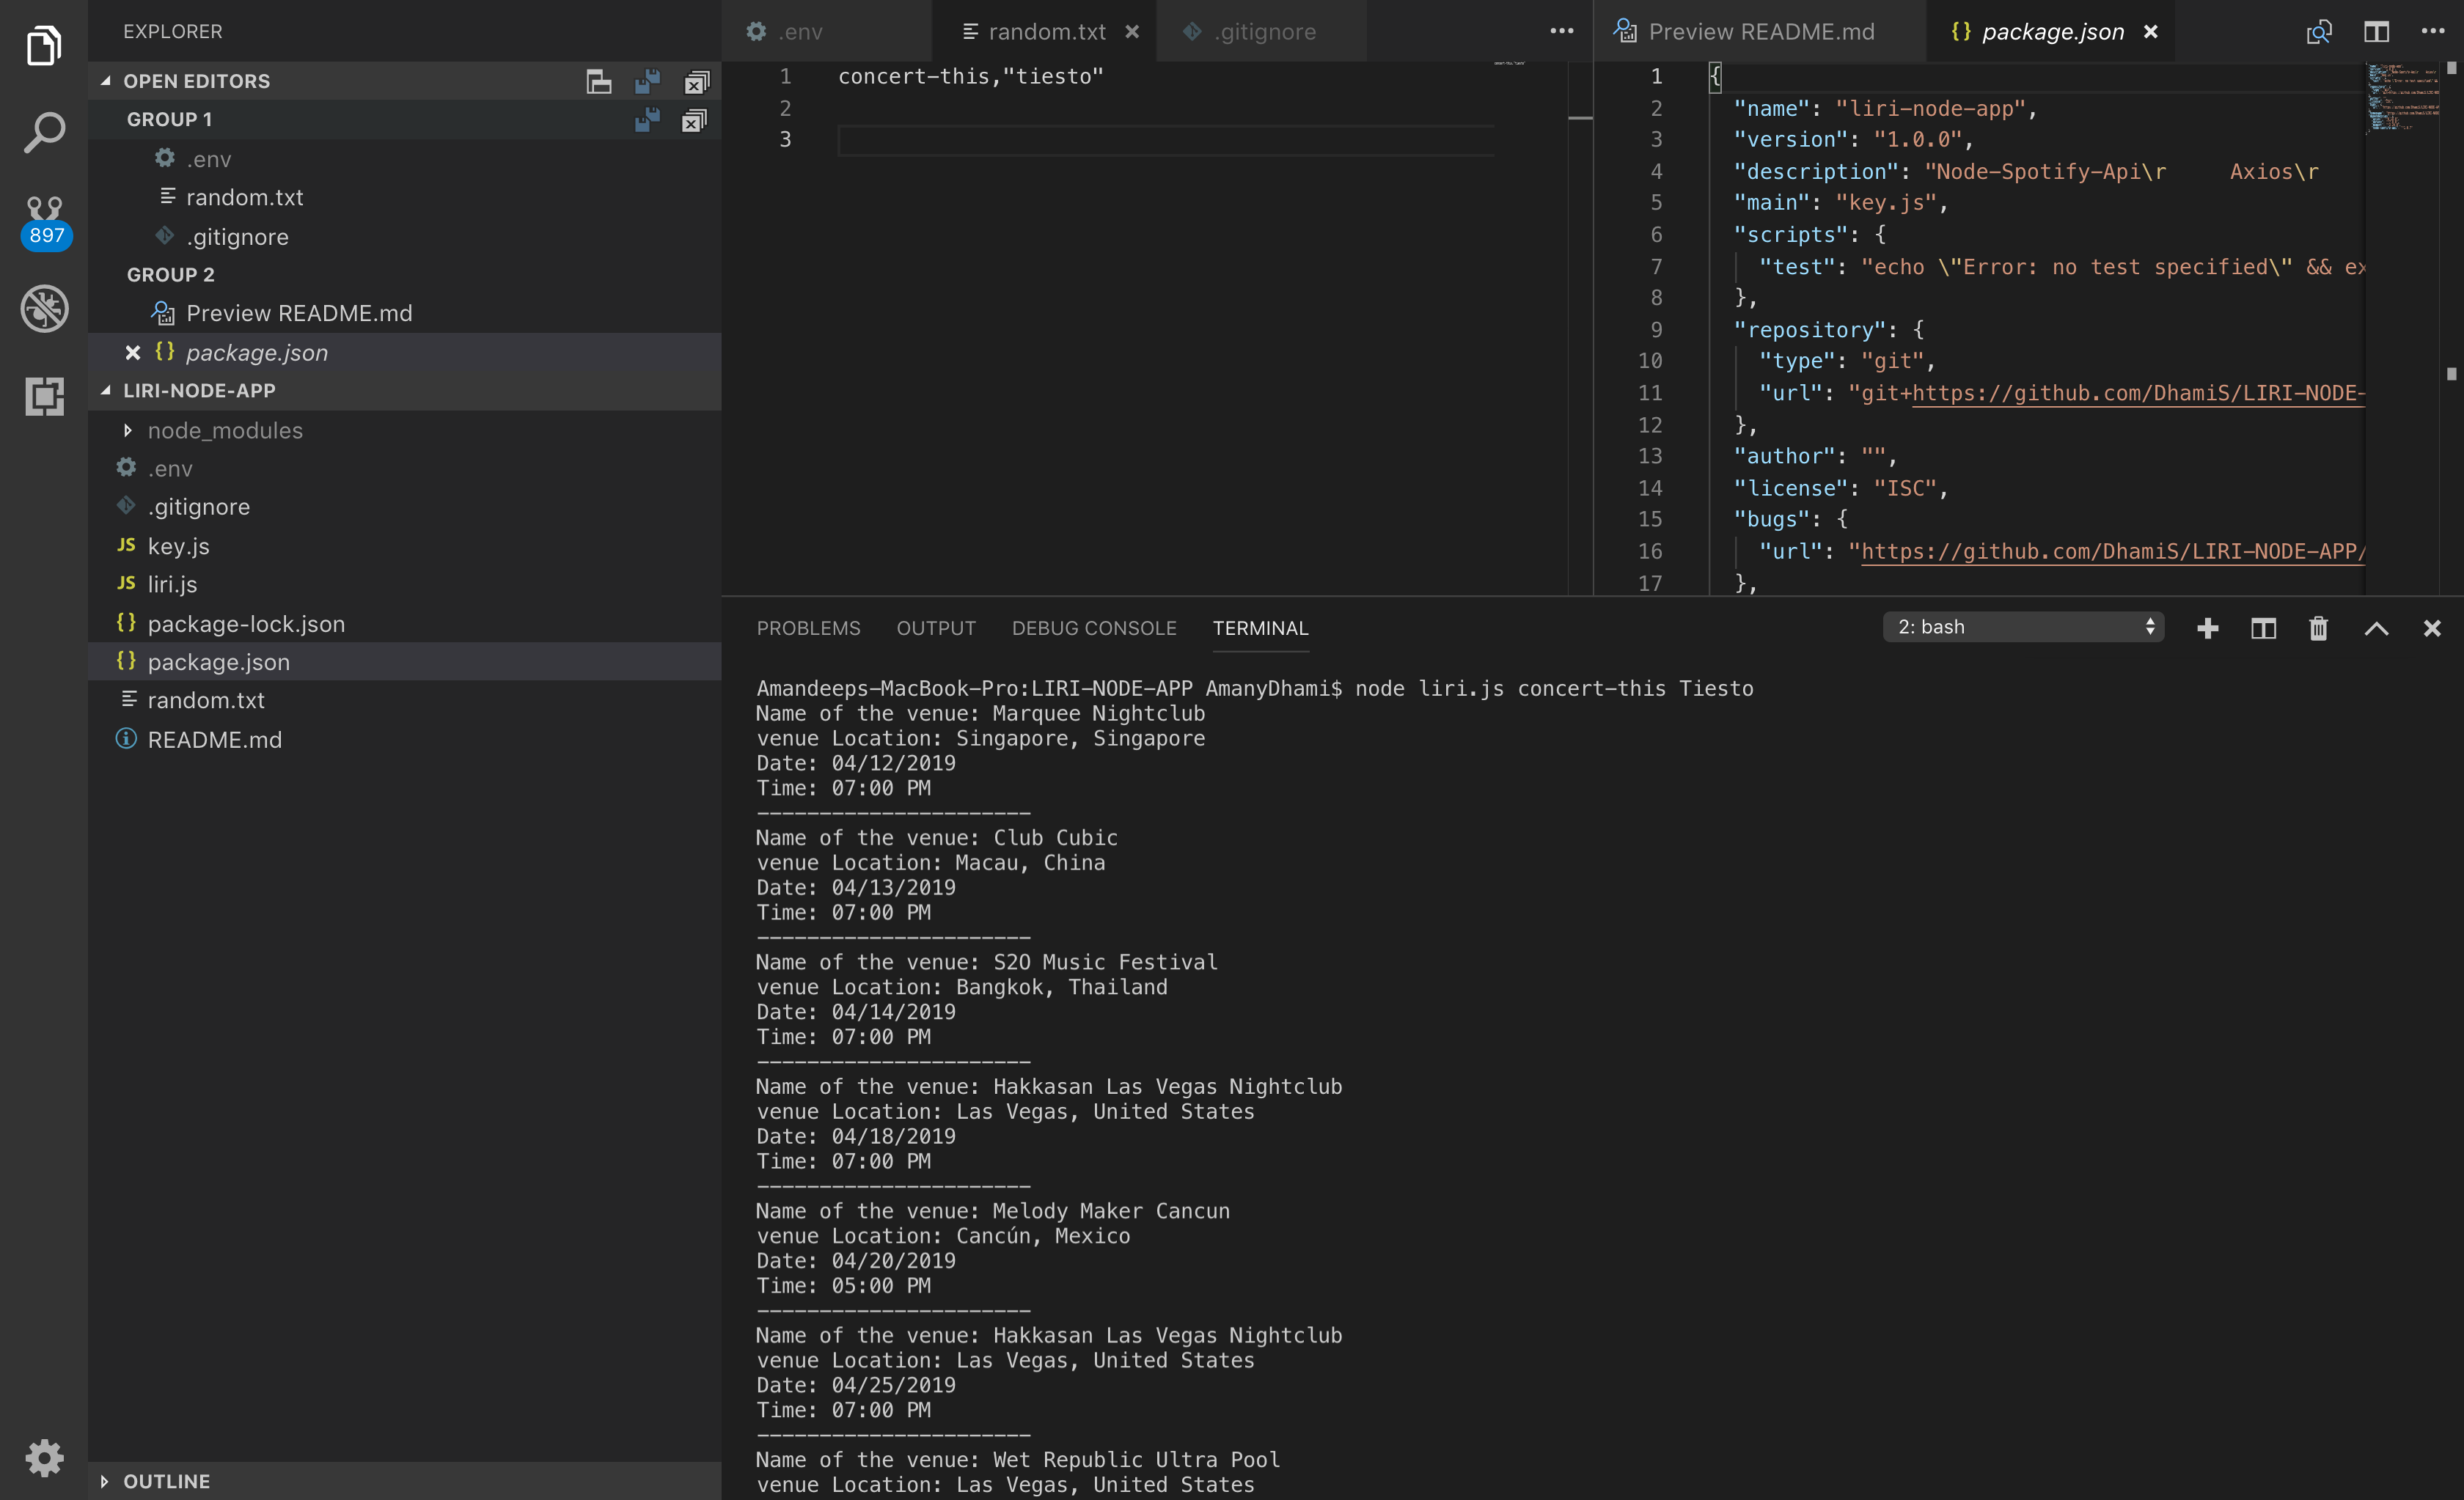 EXPLORER
OPEN EDITORS
GROUP 1
.env
random.txt
.gitignore
GROUP 2
Preview README.md
package.json
LIRI-NODE-APP
node_modules
.env
.gitignore
JS key.js
JS liri.js
{} package-lock.json
{} package.json
random.txt
README.md
OUTLINE
897
.env
random.txt
.gitignore
1 concert-this,"tiesto"
2
3
Preview README.md
{} package.json
1 {
2 "name": "liri-node-app",
3 "version": "1.0.0",
4 "description": "Node-Spotify-Api\r     Axios\r
5 "main": "key.js",
6 "scripts": {
7 "test": "echo \"Error: no test specified\" && ex
8 },
9 "repository": {
10 "type": "git",
11 "url": "git+https://github.com/DhamiS/LIRI-NODE-
12 },
13 "author": "",
14 "license": "ISC",
15 "bugs": {
16 "url": "https://github.com/DhamiS/LIRI-NODE-APP/
17 },
PROBLEMS OUTPUT DEBUG CONSOLE TERMINAL
2: bash
Amandeeps-MacBook-Pro:LIRI-NODE-APP AmanyDhami$ node liri.js concert-this Tiesto
Name of the venue: Marquee Nightclub
venue Location: Singapore, Singapore
Date: 04/12/2019
Time: 07:00 PM
----------------------
Name of the venue: Club Cubic
venue Location: Macau, China
Date: 04/13/2019
Time: 07:00 PM
----------------------
Name of the venue: S2O Music Festival
venue Location: Bangkok, Thailand
Date: 04/14/2019
Time: 07:00 PM
----------------------
Name of the venue: Hakkasan Las Vegas Nightclub
venue Location: Las Vegas, United States
Date: 04/18/2019
Time: 07:00 PM
----------------------
Name of the venue: Melody Maker Cancun
venue Location: Cancún, Mexico
Date: 04/20/2019
Time: 05:00 PM
----------------------
Name of the venue: Hakkasan Las Vegas Nightclub
venue Location: Las Vegas, United States
Date: 04/25/2019
Time: 07:00 PM
----------------------
Name of the venue: Wet Republic Ultra Pool
venue Location: Las Vegas, United States